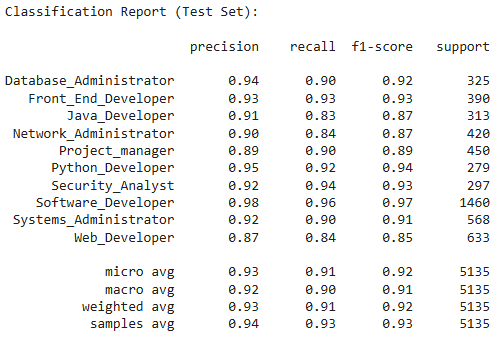 Classification Report (Test Set):
precision recall f1-score support
Database_Administrator 0.94 0.90 0.92 325
Front_End_Developer 0.93 0.93 0.93 390
Java_Developer 0.91 0.83 0.87 313
Network_Administrator 0.90 0.84 0.87 420
Project_manager 0.89 0.90 0.89 450
Python_Developer 0.95 0.92 0.94 279
Security_Analyst 0.92 0.94 0.93 297
Software_Developer 0.98 0.96 0.97 1460
Systems_Administrator 0.92 0.90 0.91 568
Web_Developer 0.87 0.84 0.85 633
micro avg 0.93 0.91 0.92 5135
macro avg 0.92 0.90 0.91 5135
weighted avg 0.93 0.91 0.92 5135
samples avg 0.94 0.93 0.93 5135